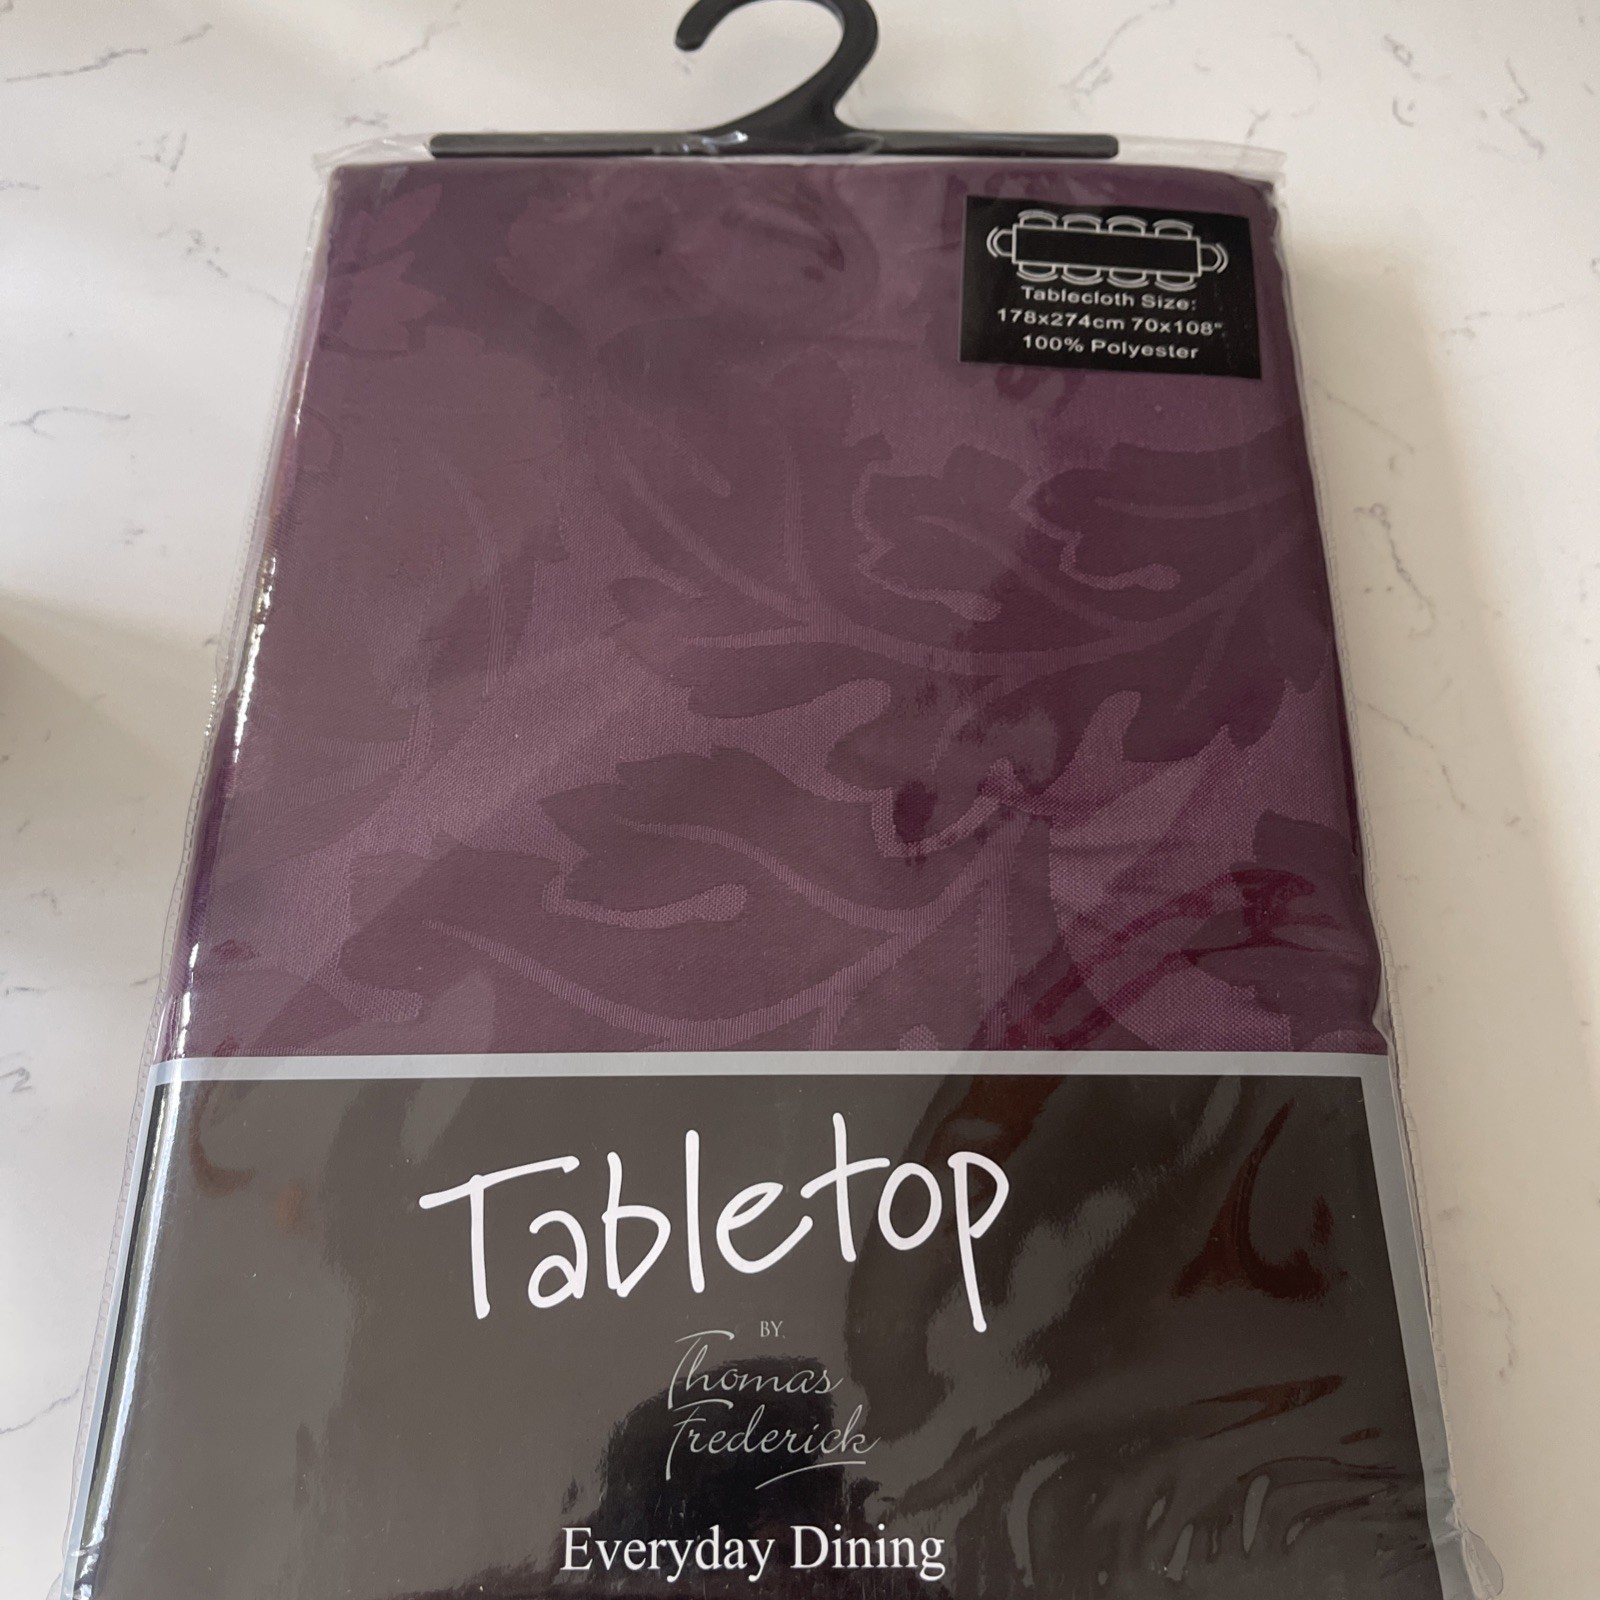 Tablecloth Size:
178x274cm 70x108"
100% Polyester
Tabletop
BY
Thomas
Frederick
Everyday Dining